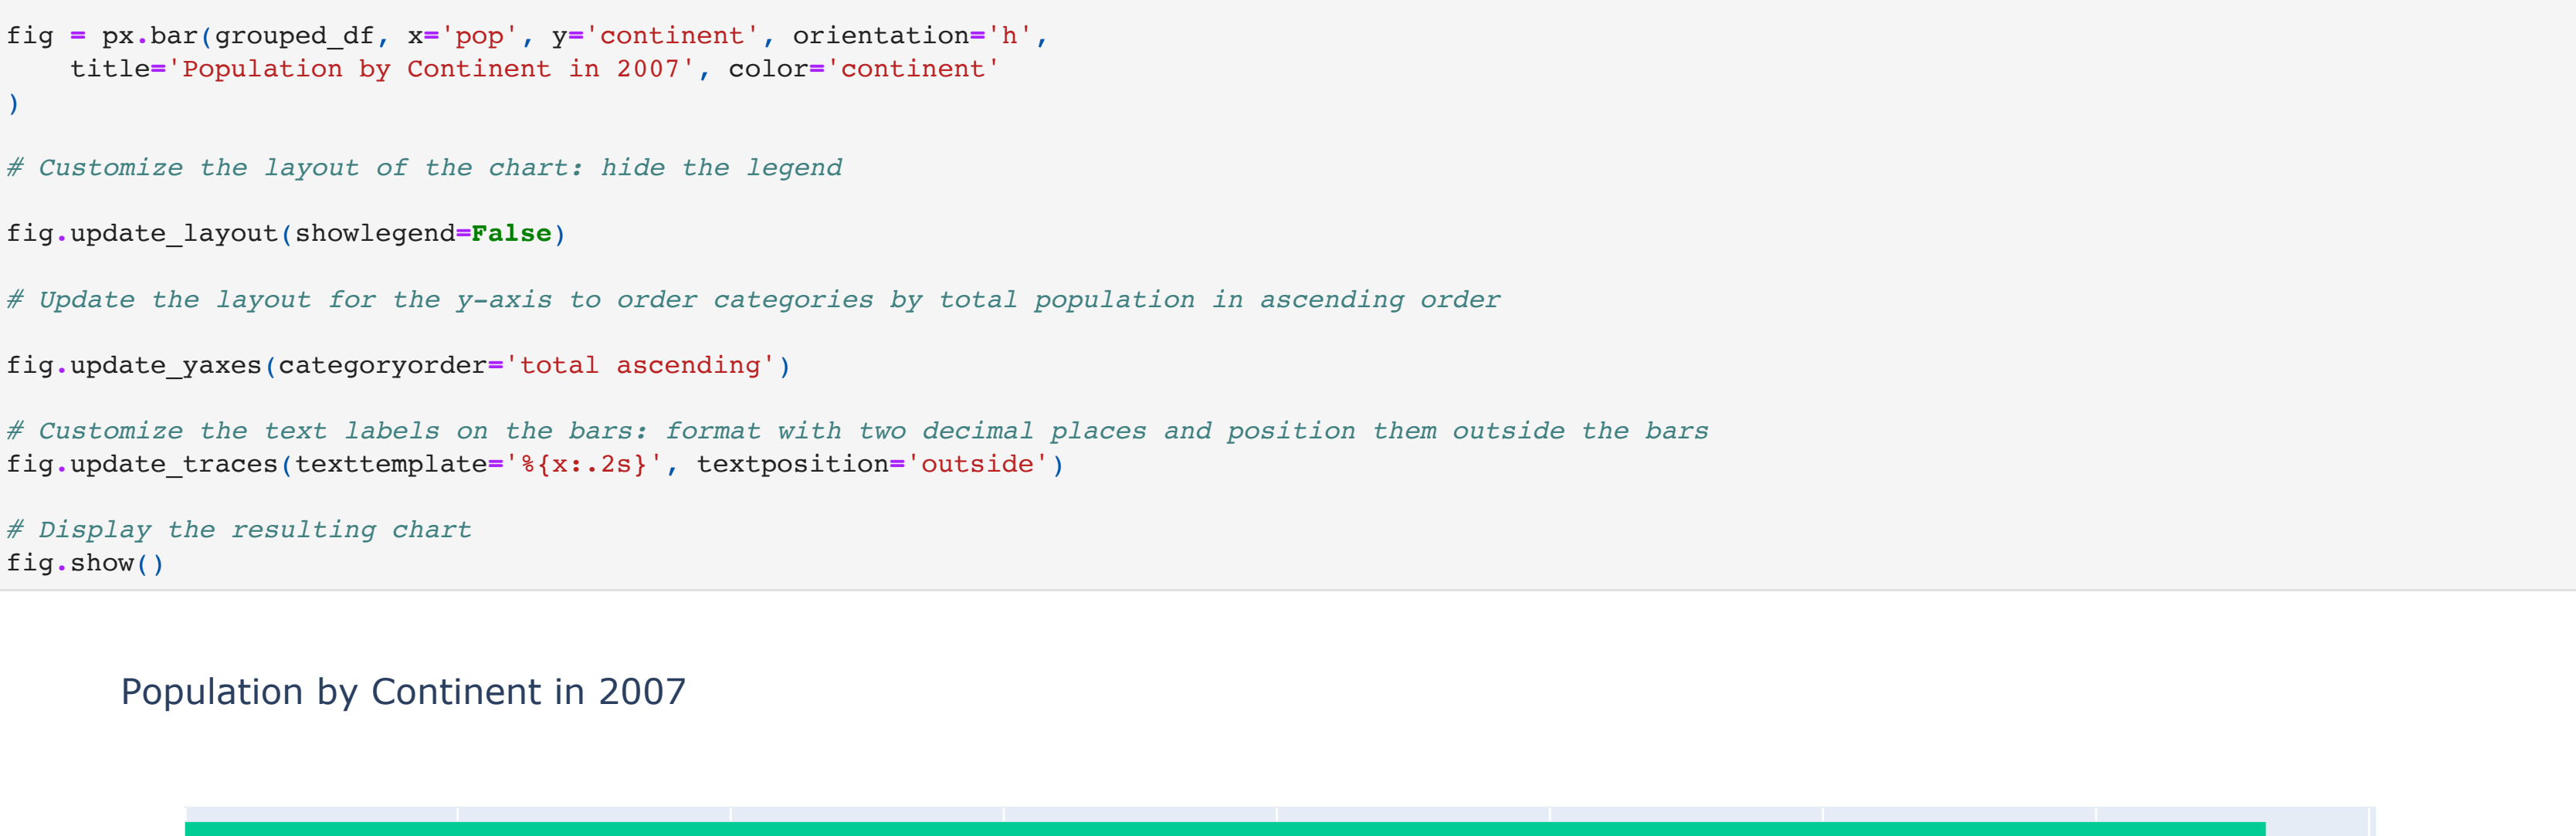 fig = px.bar(grouped_df, x='pop', y='continent', orientation='h',
    title='Population by Continent in 2007', color='continent'
)
# Customize the layout of the chart: hide the legend
fig.update_layout(showlegend=False)
# Update the layout for the y-axis to order categories by total population in ascending order
fig.update_yaxes(categoryorder='total ascending')
# Customize the text labels on the bars: format with two decimal places and position them outside the bars
fig.update_traces(texttemplate='%{x:.2s}', textposition='outside')
# Display the resulting chart
fig.show()
Population by Continent in 2007